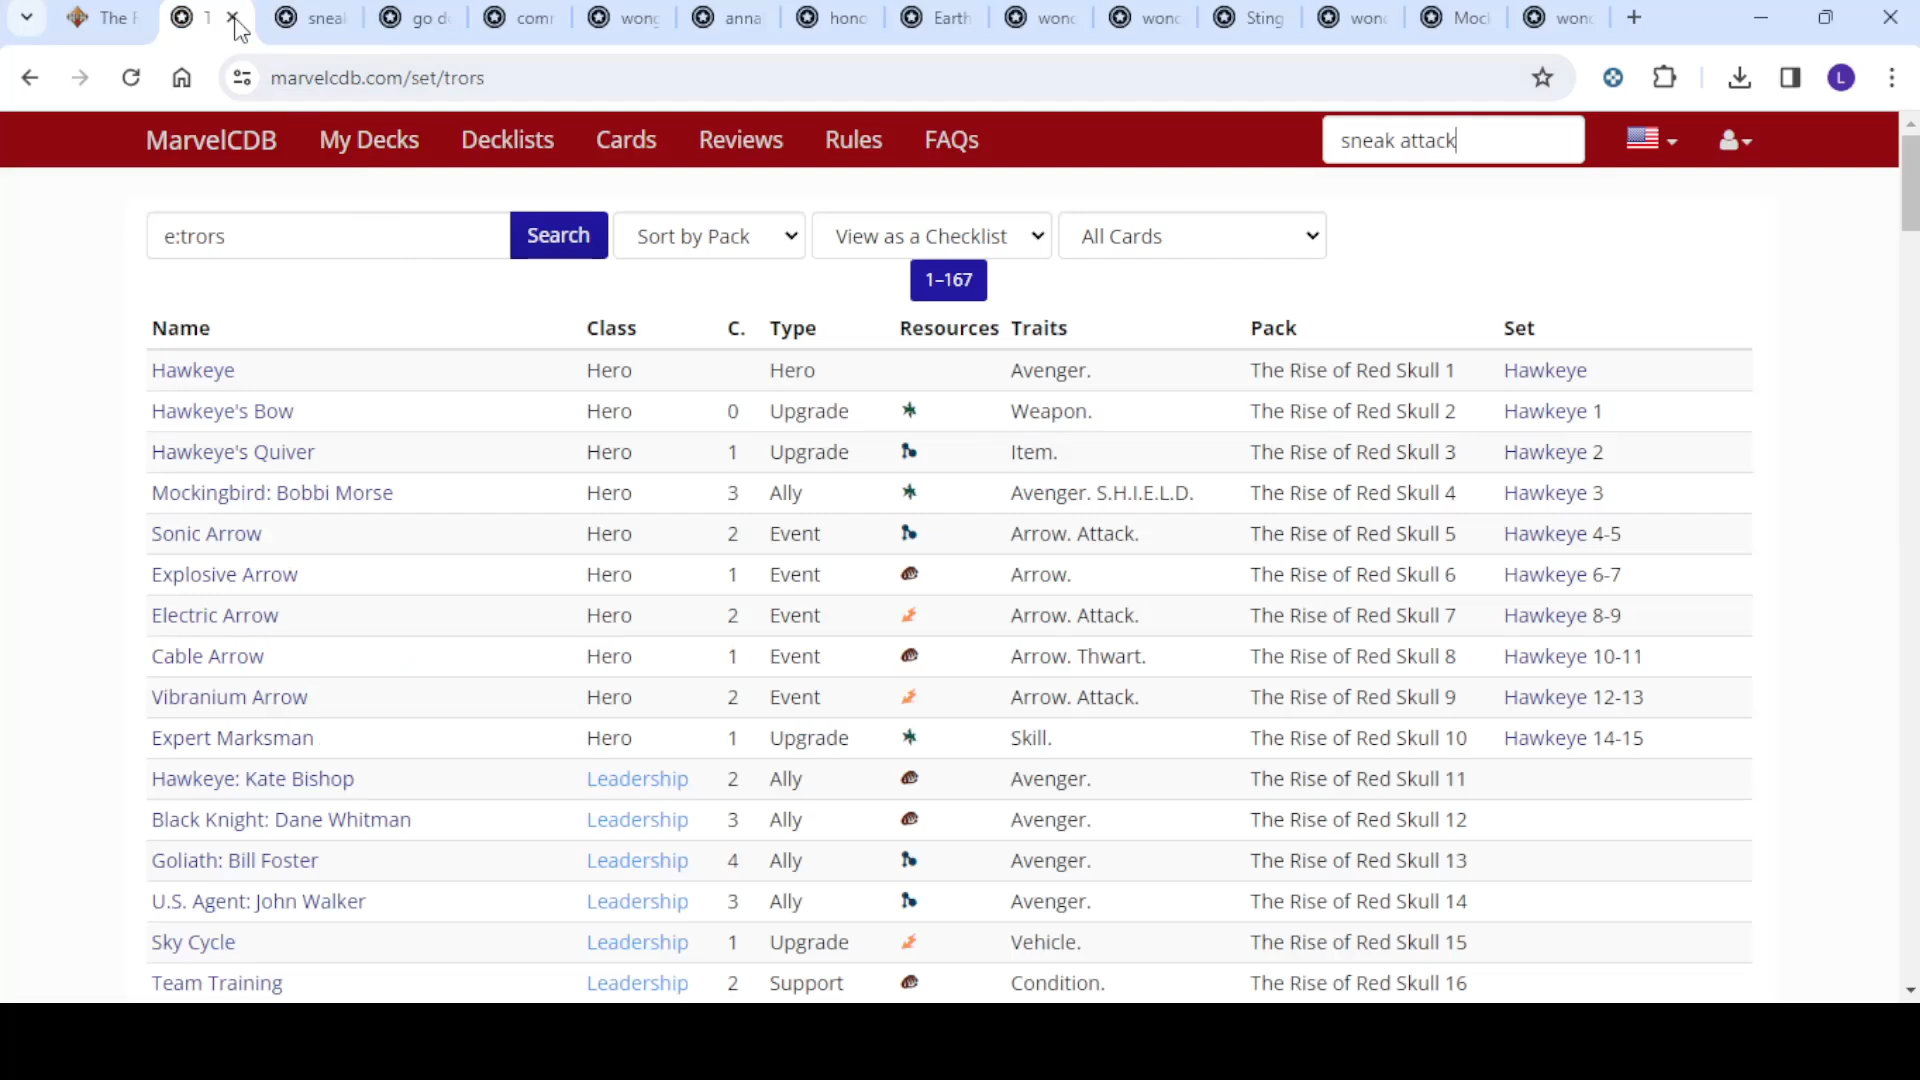 The F
T
sneal
go d
comr
wong
anna
hono
Earth
wond
wond
Sting
wond
Mocl
wond
marvelcdb.com/set/trors
L
MarvelCDB My Decks Decklists Cards Reviews Rules FAQs
sneak attack
e:trors Search Sort by Pack View as a Checklist All Cards
1–167
Name Class C. Type Resources Traits Pack Set
Hawkeye Hero Hero Avenger. The Rise of Red Skull 1 Hawkeye
Hawkeye's Bow Hero 0 Upgrade Weapon. The Rise of Red Skull 2 Hawkeye 1
Hawkeye's Quiver Hero 1 Upgrade Item. The Rise of Red Skull 3 Hawkeye 2
Mockingbird: Bobbi Morse Hero 3 Ally Avenger. S.H.I.E.L.D. The Rise of Red Skull 4 Hawkeye 3
Sonic Arrow Hero 2 Event Arrow. Attack. The Rise of Red Skull 5 Hawkeye 4-5
Explosive Arrow Hero 1 Event Arrow. The Rise of Red Skull 6 Hawkeye 6-7
Electric Arrow Hero 2 Event Arrow. Attack. The Rise of Red Skull 7 Hawkeye 8-9
Cable Arrow Hero 1 Event Arrow. Thwart. The Rise of Red Skull 8 Hawkeye 10-11
Vibranium Arrow Hero 2 Event Arrow. Attack. The Rise of Red Skull 9 Hawkeye 12-13
Expert Marksman Hero 1 Upgrade Skill. The Rise of Red Skull 10 Hawkeye 14-15
Hawkeye: Kate Bishop Leadership 2 Ally Avenger. The Rise of Red Skull 11
Black Knight: Dane Whitman Leadership 3 Ally Avenger. The Rise of Red Skull 12
Goliath: Bill Foster Leadership 4 Ally Avenger. The Rise of Red Skull 13
U.S. Agent: John Walker Leadership 3 Ally Avenger. The Rise of Red Skull 14
Sky Cycle Leadership 1 Upgrade Vehicle. The Rise of Red Skull 15
Team Training Leadership 2 Support Condition. The Rise of Red Skull 16